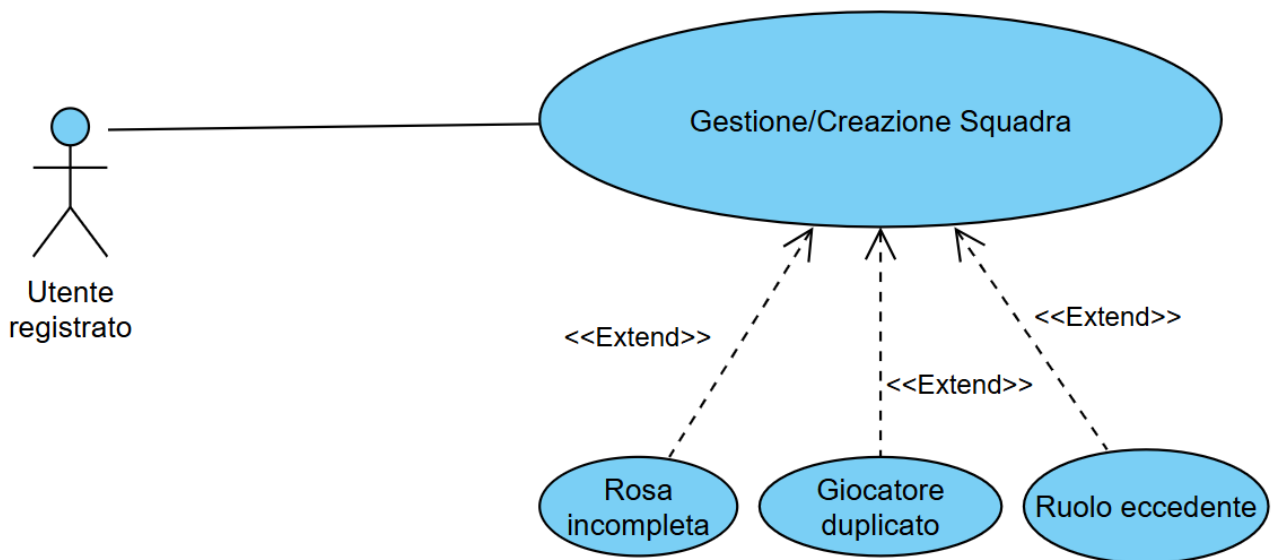 Gestione/Creazione Squadra
Utente
registrato
<<Extend>>
<<Extend>>
<<Extend>>
Rosa
incompleta
Giocatore
duplicato
Ruolo eccedente